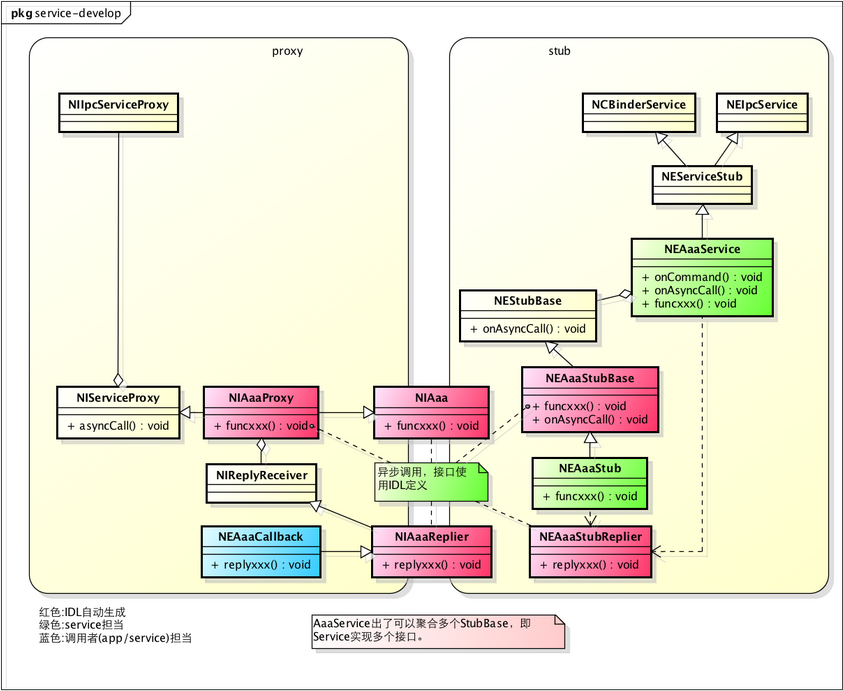 pkg service-develop
proxy
stub
NIIpcServiceProxy
NCBinderService
NEIpcService
NEServiceStub
NEAaaService
+ onCommand() : void
+ onAsyncCall() : void
+ funcxxx() : void
NEStubBase
+ onAsyncCall() : void
NIServiceProxy
+ asyncCall() : void
NIAaaProxy
+ funcxxx() : void
NIAaa
+ funcxxx() : void
NEAaaStubBase
+ funcxxx() : void
+ onAsyncCall() : void
NIReplyReceiver
异步调用，接口使
用IDL定义
NEAaaStub
+ funcxxx() : void
NEAaaCallback
+ replyxxx() : void
NIAaaReplier
+ replyxxx() : void
NEAaaStubReplier
+ replyxxx() : void
红色:IDL自动生成
绿色:service担当
蓝色:调用者(app/service)担当
AaaService出了可以聚合多个StubBase，即
Service实现多个接口。